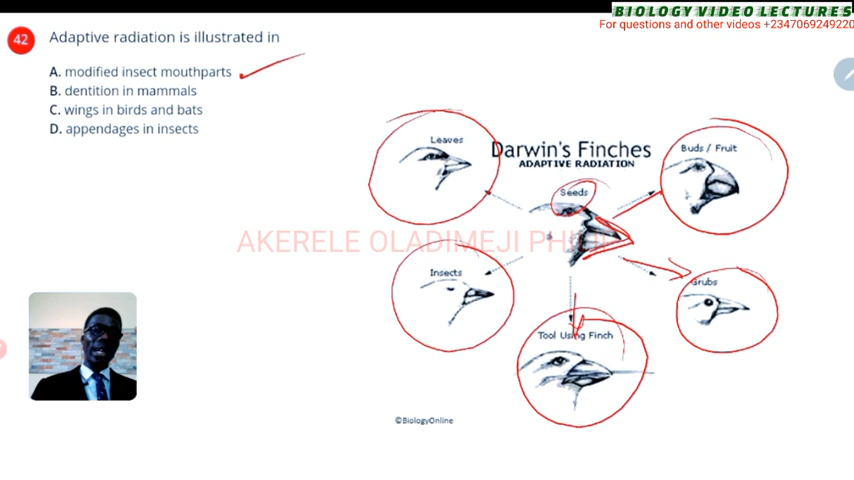 BIOLOGY VIDEO LECTURES
For questions and other videos +2347069249220
42 Adaptive radiation is illustrated in
A. modified insect mouthparts
B. dentition in mammals
C. wings in birds and bats
D. appendages in insects
Darwin's Finches
ADAPTIVE RADIATION
Leaves
Buds / Fruit
Seeds
AKERELE OLADIMEJI
Insects
Grubs
Tool Using Finch
©BiologyOnline